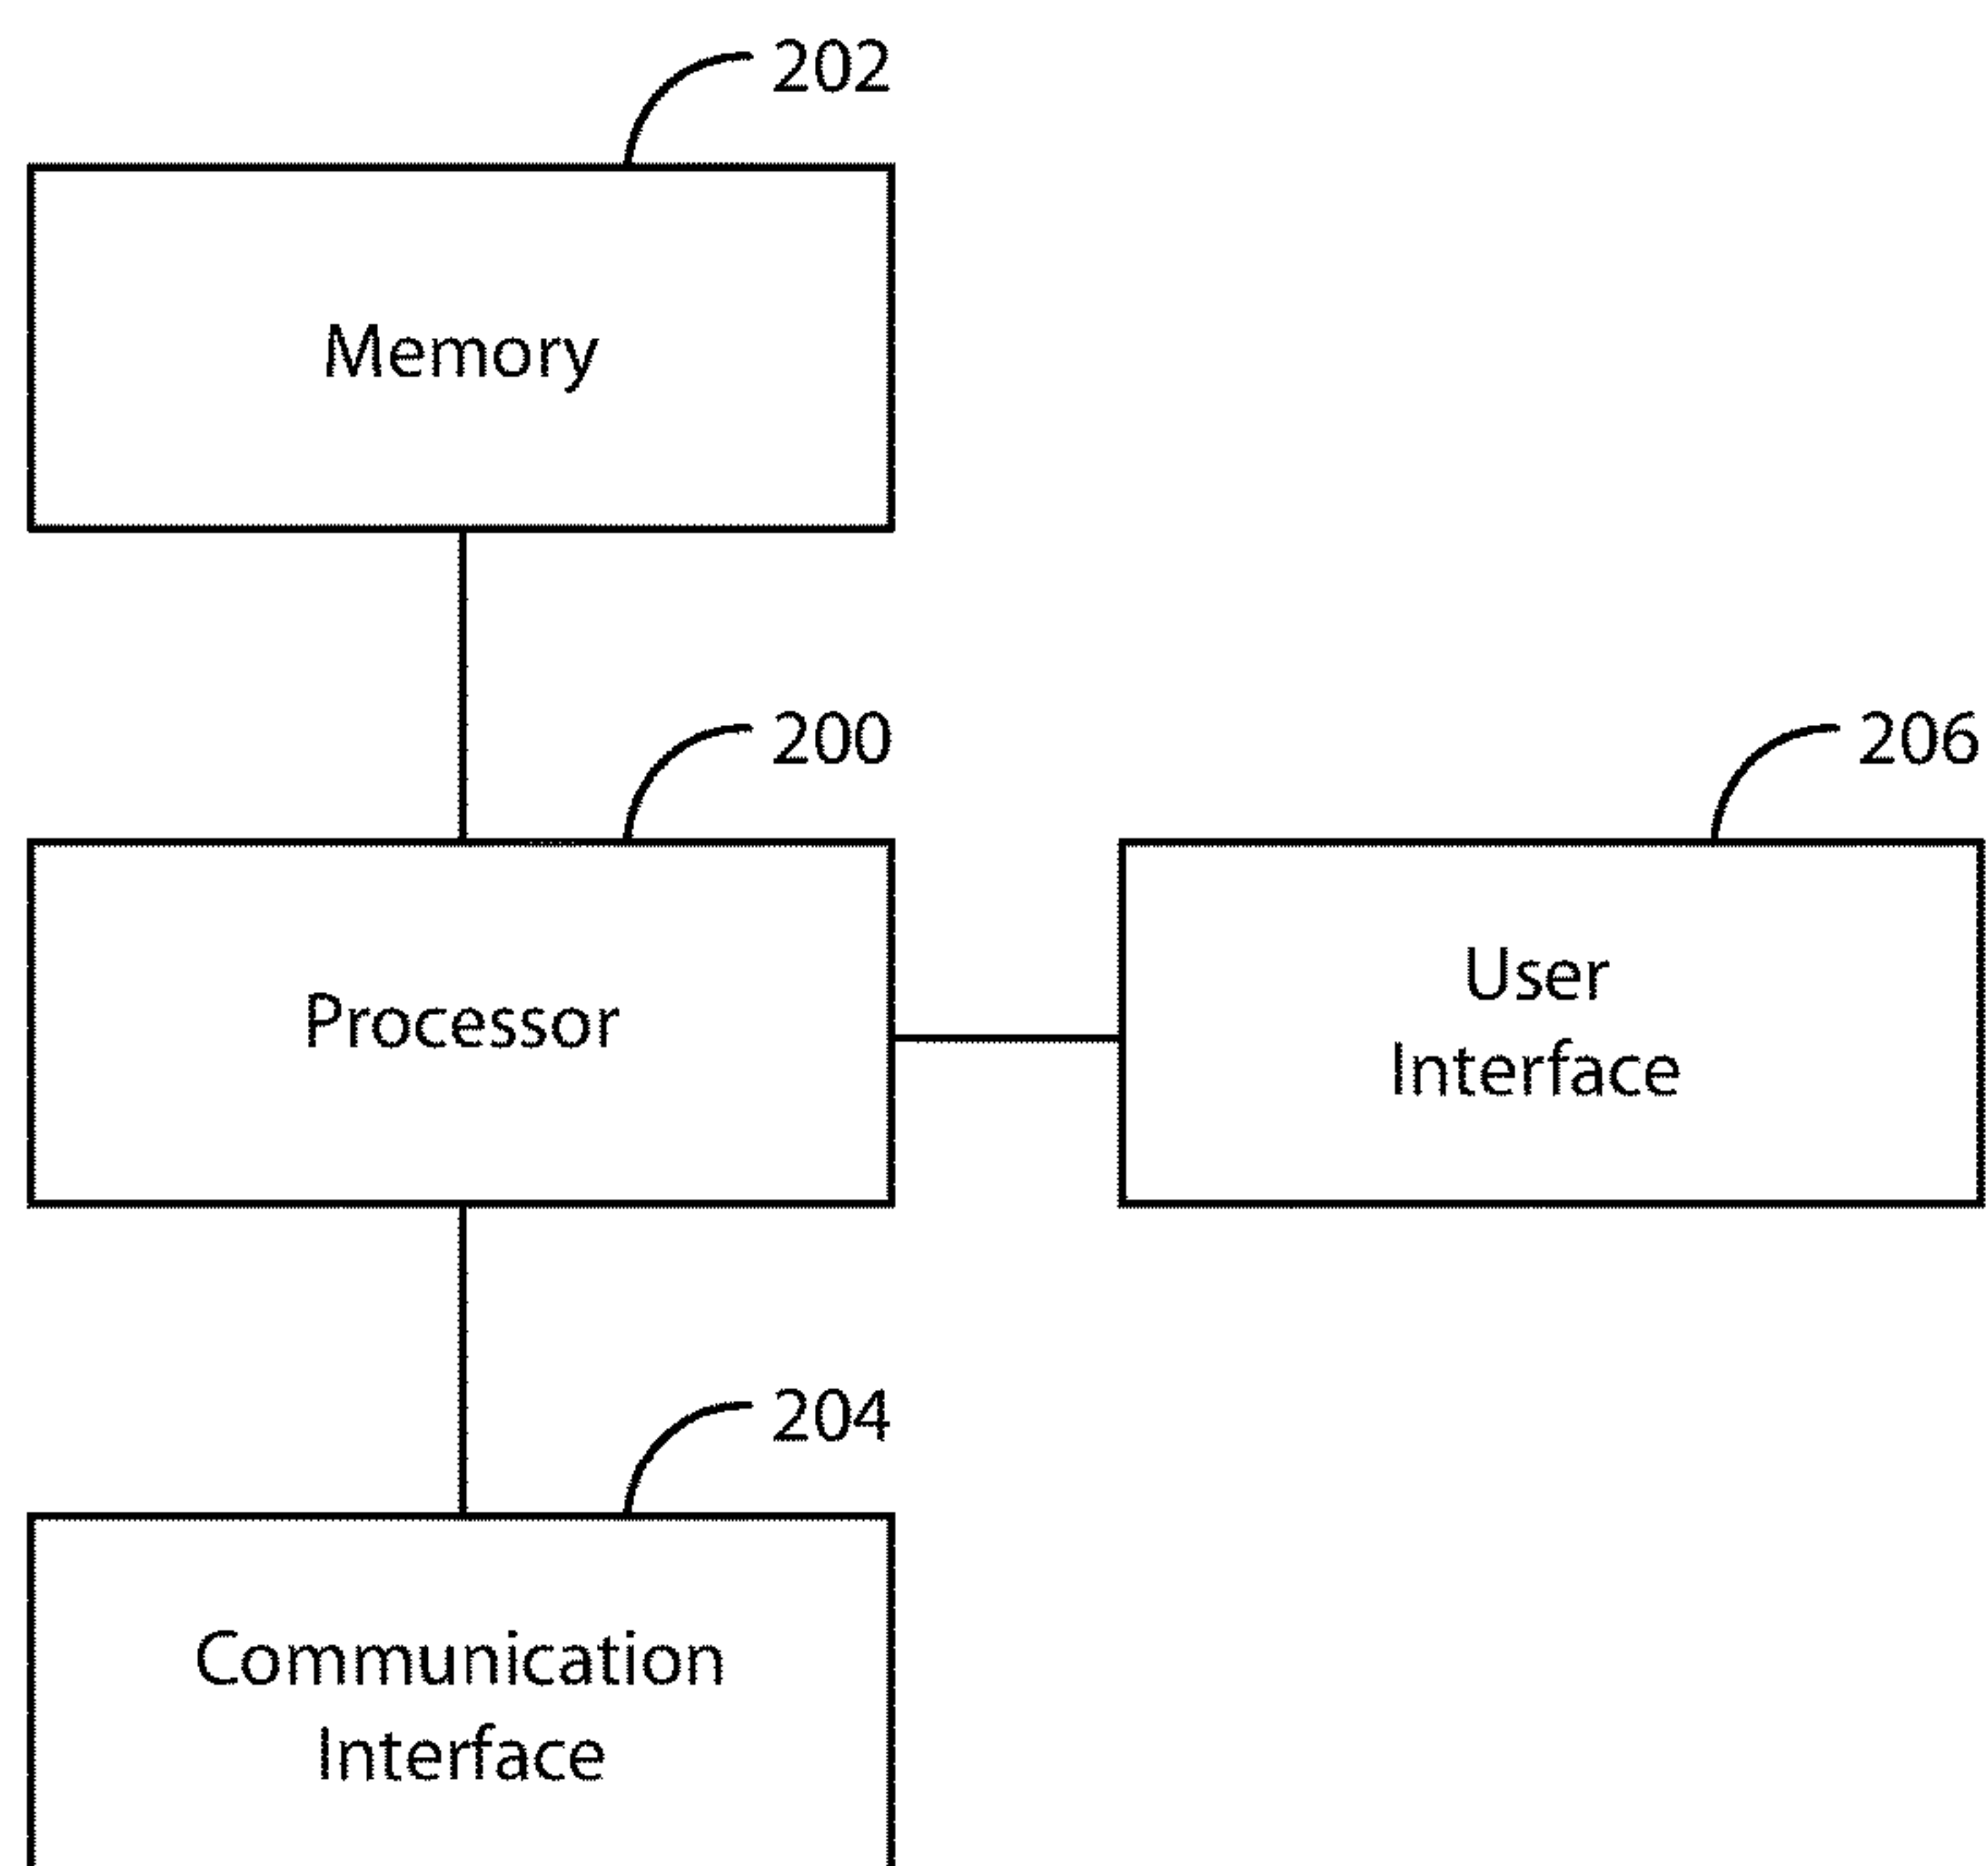 202
Memory
200
206
Processor
User
Interface
204
Communication
Interface